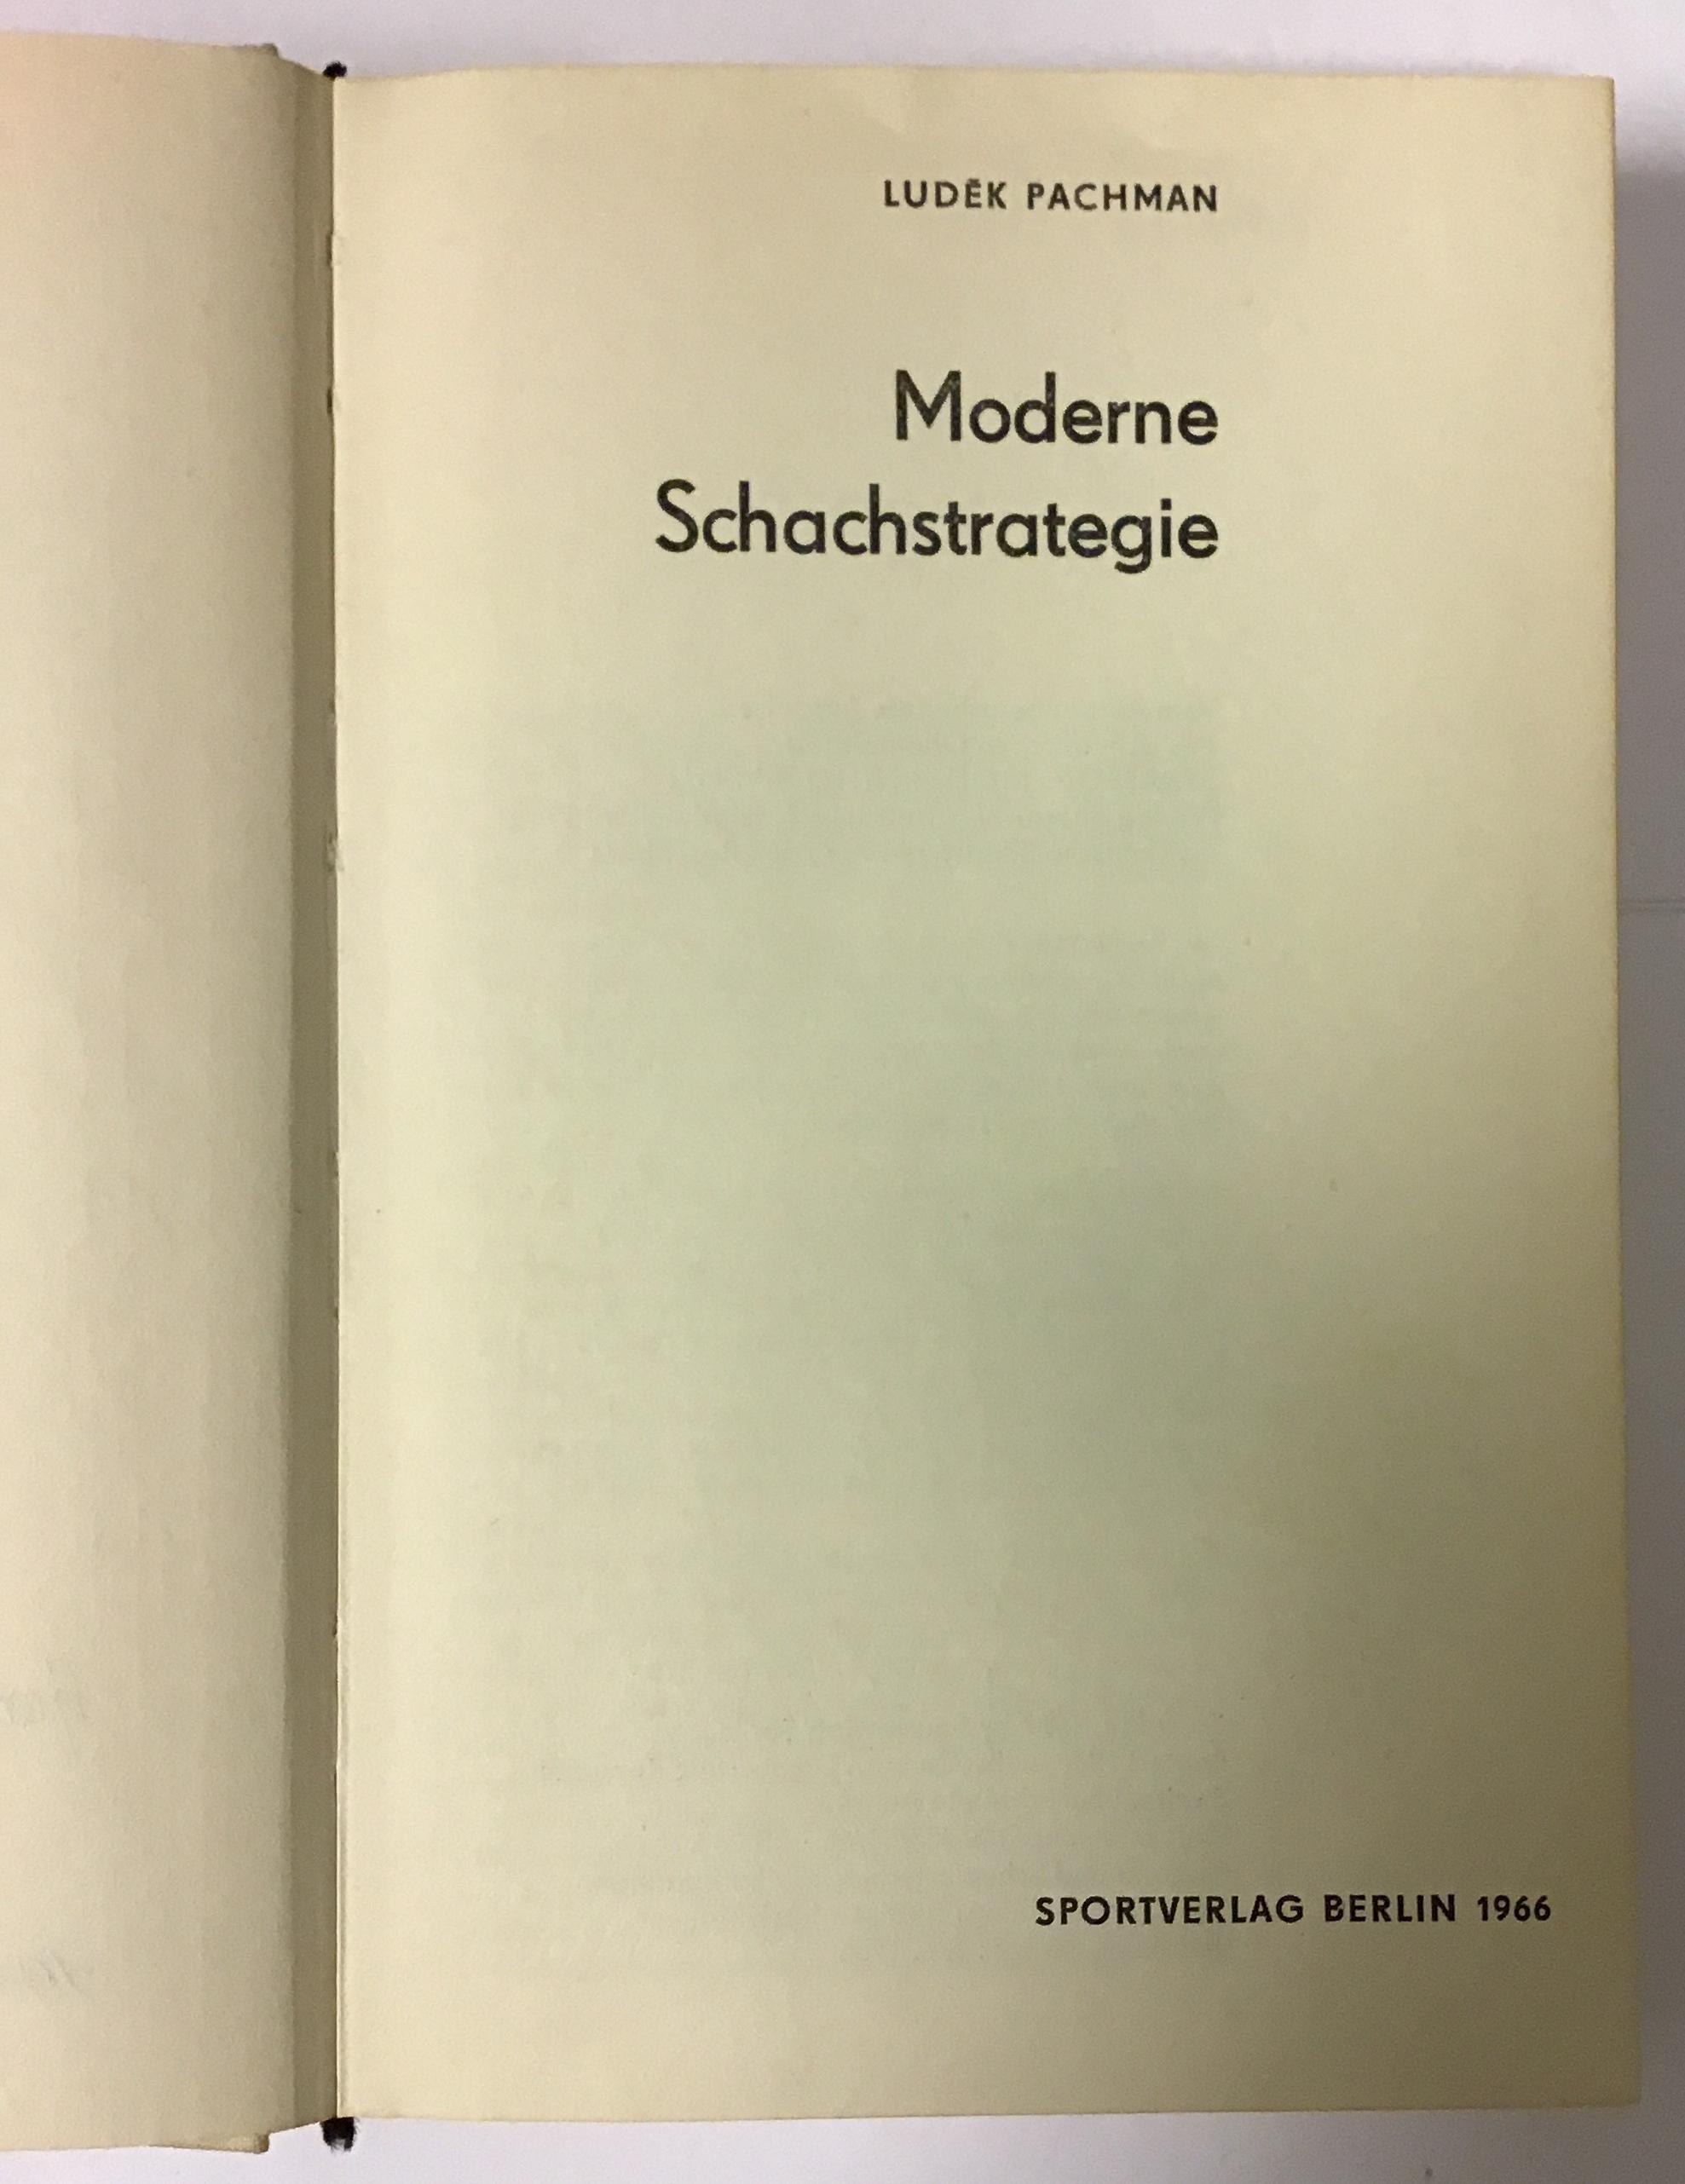 LUDĚK PACHMAN
Moderne
Schachstrategie
SPORTVERLAG BERLIN 1966